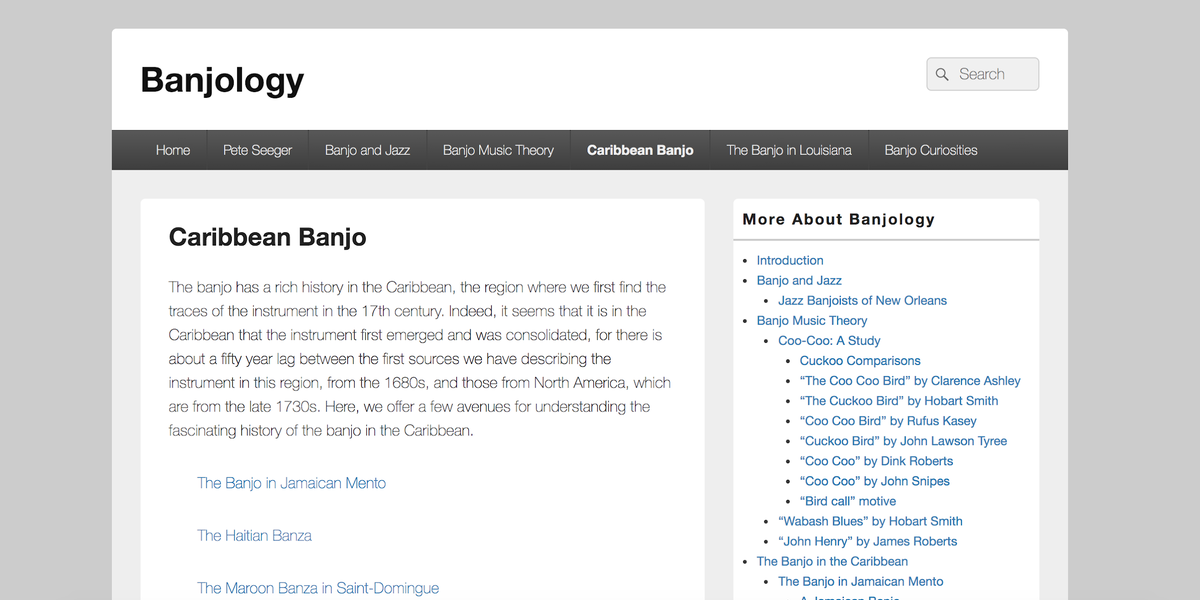 Banjology
Search
Home
Pete Seeger
Banjo and Jazz
Banjo Music Theory
Caribbean Banjo
The Banjo in Louisiana
Banjo Curiosities
Caribbean Banjo
The banjo has a rich history in the Caribbean, the region where we first find the
traces of the instrument in the 17th century. Indeed, it seems that it is in the
Caribbean that the instrument first emerged and was consolidated, for there is
about a fifty year lag between the first sources we have describing the
instrument in this region, from the 1680s, and those from North America, which
are from the late 1730s. Here, we offer a few avenues for understanding the
fascinating history of the banjo in the Caribbean.
The Banjo in Jamaican Mento
The Haitian Banza
The Maroon Banza in Saint-Domingue
More About Banjology
Introduction
Banjo and Jazz
Jazz Banjoists of New Orleans
Banjo Music Theory
Coo-Coo: A Study
Cuckoo Comparisons
“The Coo Coo Bird” by Clarence Ashley
“The Cuckoo Bird” by Hobart Smith
“Coo Coo Bird” by Rufus Kasey
“Cuckoo Bird” by John Lawson Tyree
“Coo Coo” by Dink Roberts
“Coo Coo” by John Snipes
“Bird call” motive
“Wabash Blues” by Hobart Smith
“John Henry” by James Roberts
The Banjo in the Caribbean
The Banjo in Jamaican Mento
A Jamaican Banjo